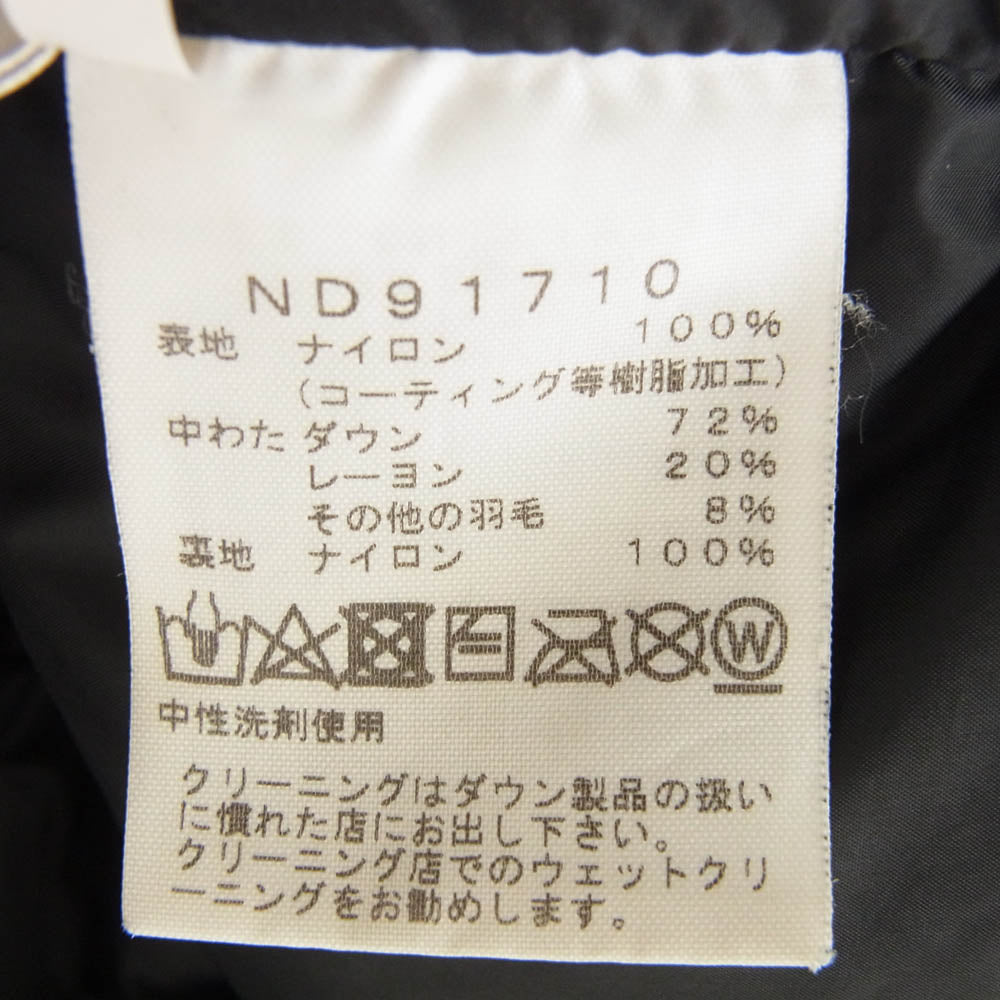 ND91710
表地 ナイロン 100%
(コーティング等樹脂加工)
中わた ダウン 72%
レーヨン 20%
その他の羽毛 8%
裏地 ナイロン 100%
W
中性洗剤使用
クリーニングはダウン製品の扱い
に慣れた店にお出し下さい。
クリーニング店でのウェットクリ
ーニングをお勧めします。